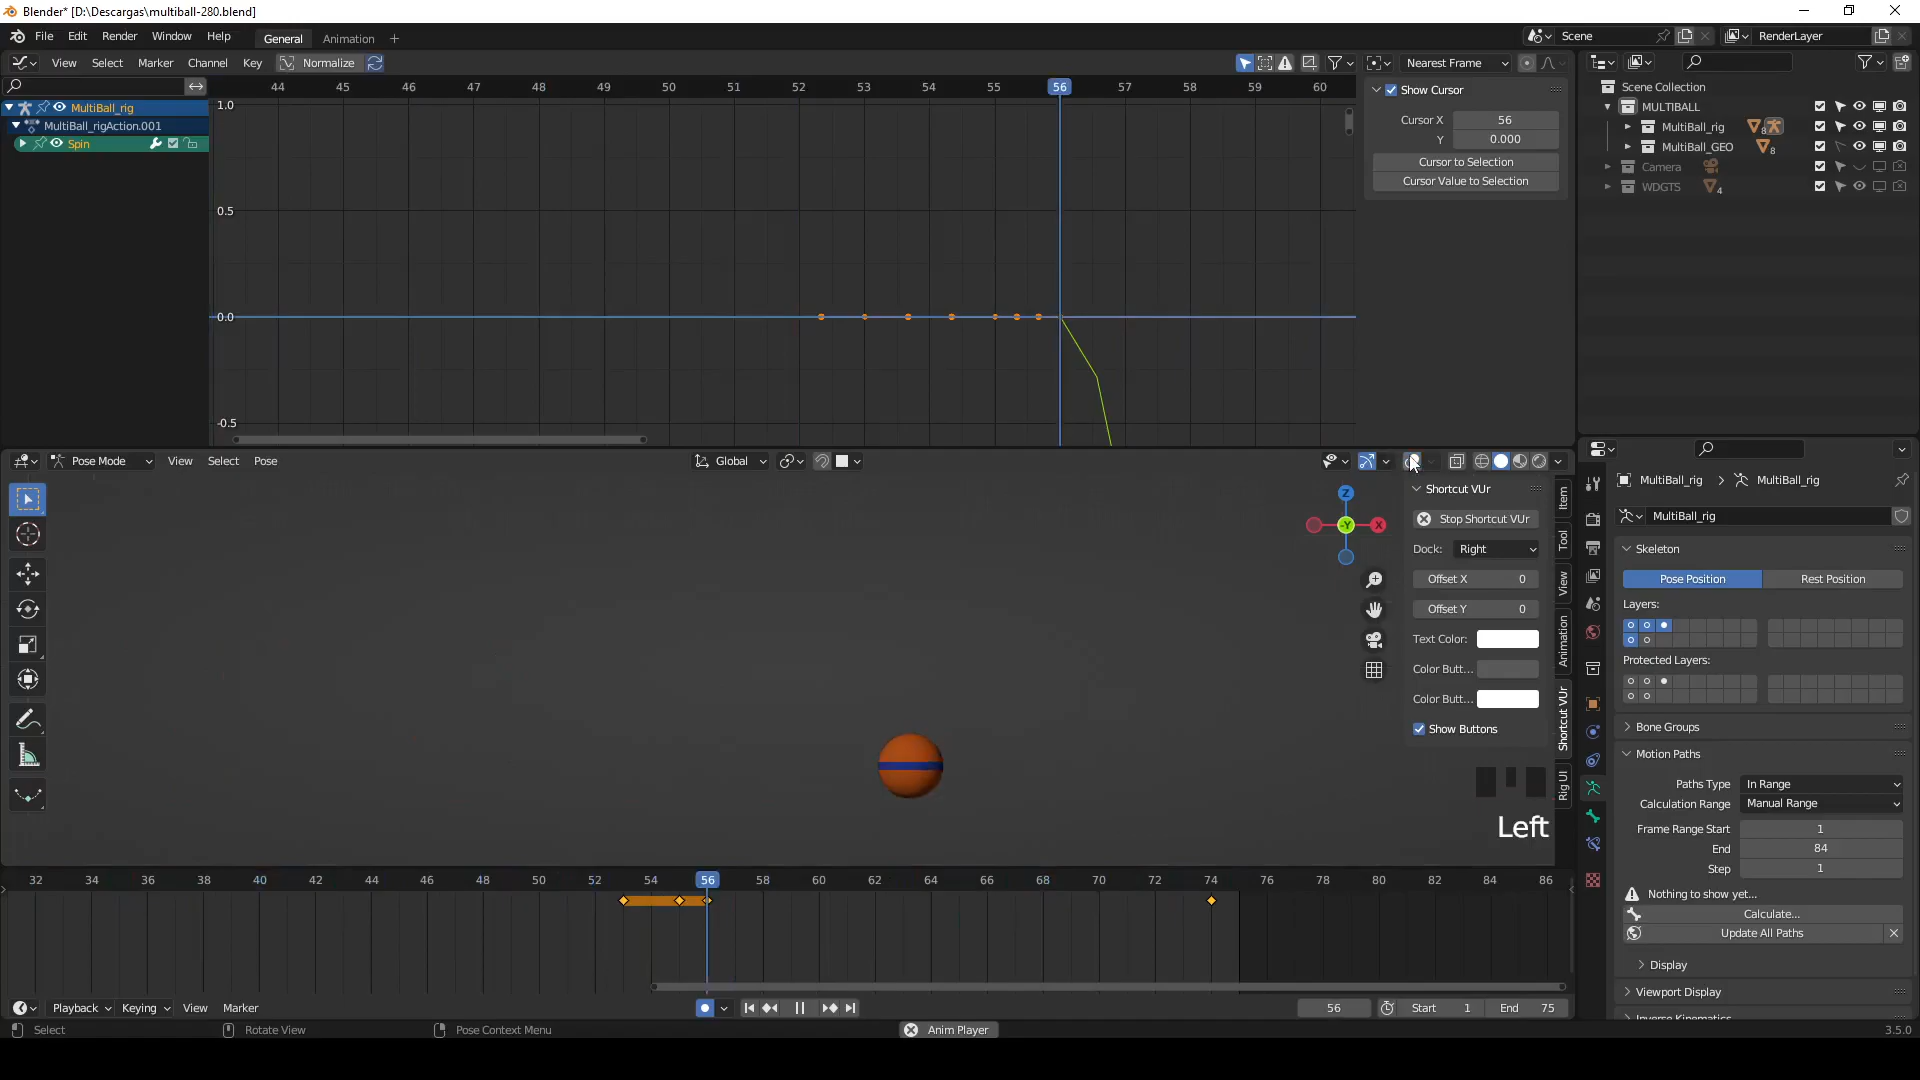 Blender* [D:\Descargas\multiball-280.blend]
File Edit Render Window Help General Animation + Scene RenderLayer
View Select Marker Channel Key Normalize Nearest Frame
44 45 46 47 48 49 50 51 52 53 54 55 56 57 58 59 60
Show Cursor
Cursor X 56
Y 0.000
Cursor to Selection
Cursor Value to Selection
MultiBall_rig
MultiBall_rigAction.001
Spin
1.0
0.5
0.0
-0.5
Scene Collection
MULTIBALL
MultiBall_rig 8
MultiBall_GEO 8
Camera
WDGTS 4
Pose Mode View Select Pose Global
Z
-Y
X
Shortcut VUr
Stop Shortcut VUr
Dock: Right
Offset X 0
Offset Y 0
Text Color:
Color Butt...
Color Butt...
Show Buttons
Item
Tool
View
Animation
Shortcut VUr
Rig UI
Left
MultiBall_rig MultiBall_rig
MultiBall_rig
Skeleton
Pose Position Rest Position
Layers:
Protected Layers:
Bone Groups
Motion Paths
Paths Type In Range
Calculation Range Manual Range
Frame Range Start 1
End 84
Step 1
Nothing to show yet...
Calculate...
Update All Paths
Display
Viewport Display
Inverse Kinematics
32 34 36 38 40 42 44 46 48 50 52 54 56 58 60 62 64 66 68 70 72 74 76 78 80 82 84 86
Playback Keying View Marker 56 Start 1 End 75
Select Rotate View Pose Context Menu Anim Player 3.5.0